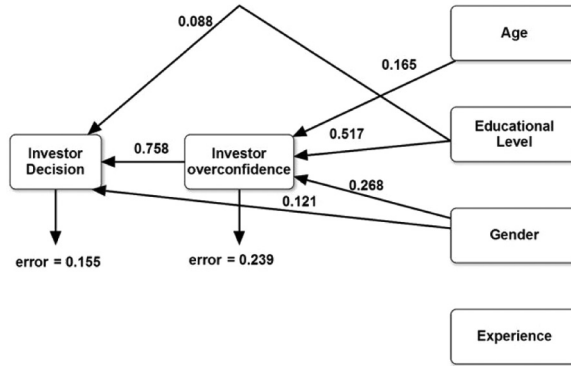 0.088
Age
0.165
Educational
Level
0.517
Investor
Decision
0.758
Investor
overconfidence
0.268
0.121
Gender
error = 0.155
error = 0.239
Experience